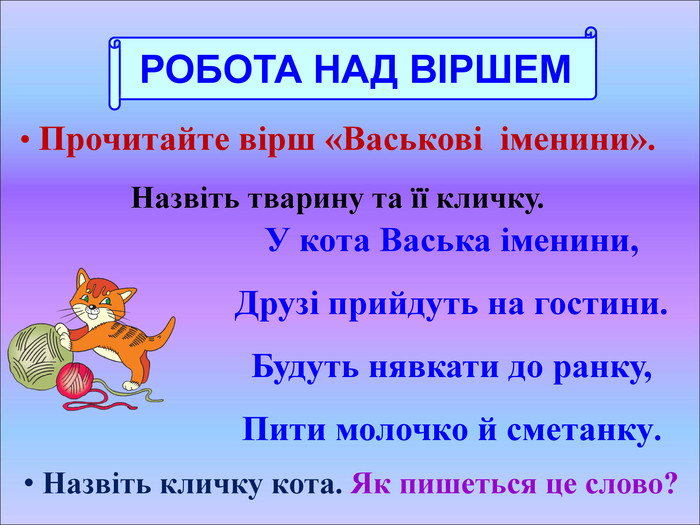 РОБОТА НАД ВІРШЕМ
• Прочитайте вірш «Васькові іменини».
Назвіть тварину та її кличку.
У кота Васька іменини,
Друзі прийдуть на гостини.
Будуть нявкати до ранку,
Пити молочко й сметанку.
• Назвіть кличку кота. Як пишеться це слово?